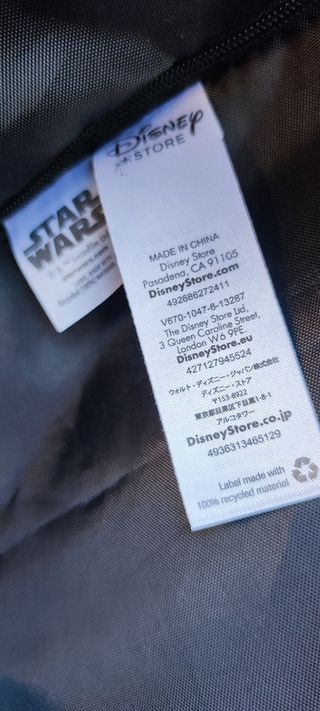 STAR
WARS
Disney
STORE
MADE IN CHINA
Disney Store
Pasadena, CA 91105
DisneyStore.com
492686272411
V670-1047-6-13287
The Disney Store Ltd,
3 Queen Caroline Street,
London W6 9PE.
DisneyStore.eu
427127945524
ウォルト・ディズニー・ジャパン株式会社
ディズニーストア
〒153-8922
東京都目黒区下目黒1-8-1
アルコタワー
DisneyStore.co.jp
4936313465129
Label made with
100% recycled material